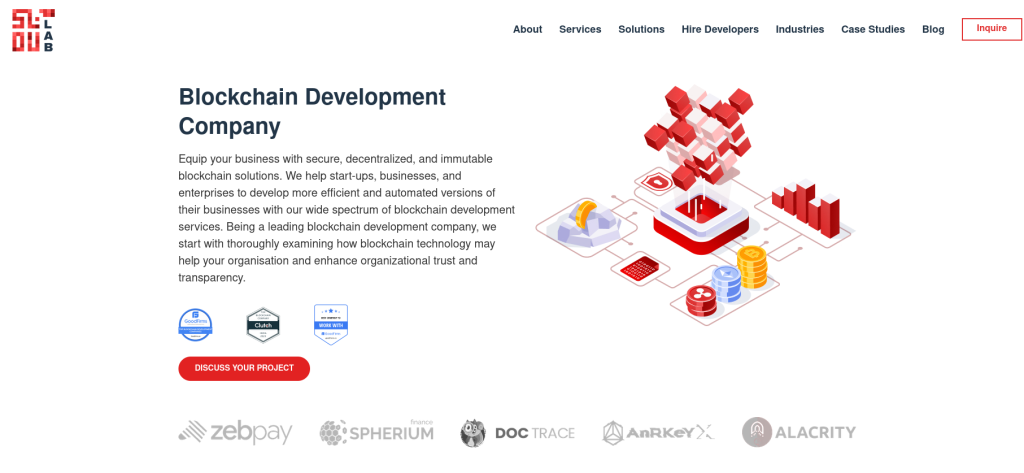 SOLU
LAB
About Services Solutions Hire Developers Industries Case Studies Blog Inquire
Blockchain Development
Company
Equip your business with secure, decentralized, and immutable
blockchain solutions. We help start-ups, businesses, and
enterprises to develop more efficient and automated versions of
their businesses with our wide spectrum of blockchain development
services. Being a leading blockchain development company, we
start with thoroughly examining how blockchain technology may
help your organisation and enhance organizational trust and
transparency.
GoodFirms
Clutch
WORK WITH
GoodFirms
DISCUSS YOUR PROJECT
zebpay
SPHERIUM
finance
DOC TRACE
AnRKeY X
ALACRITY